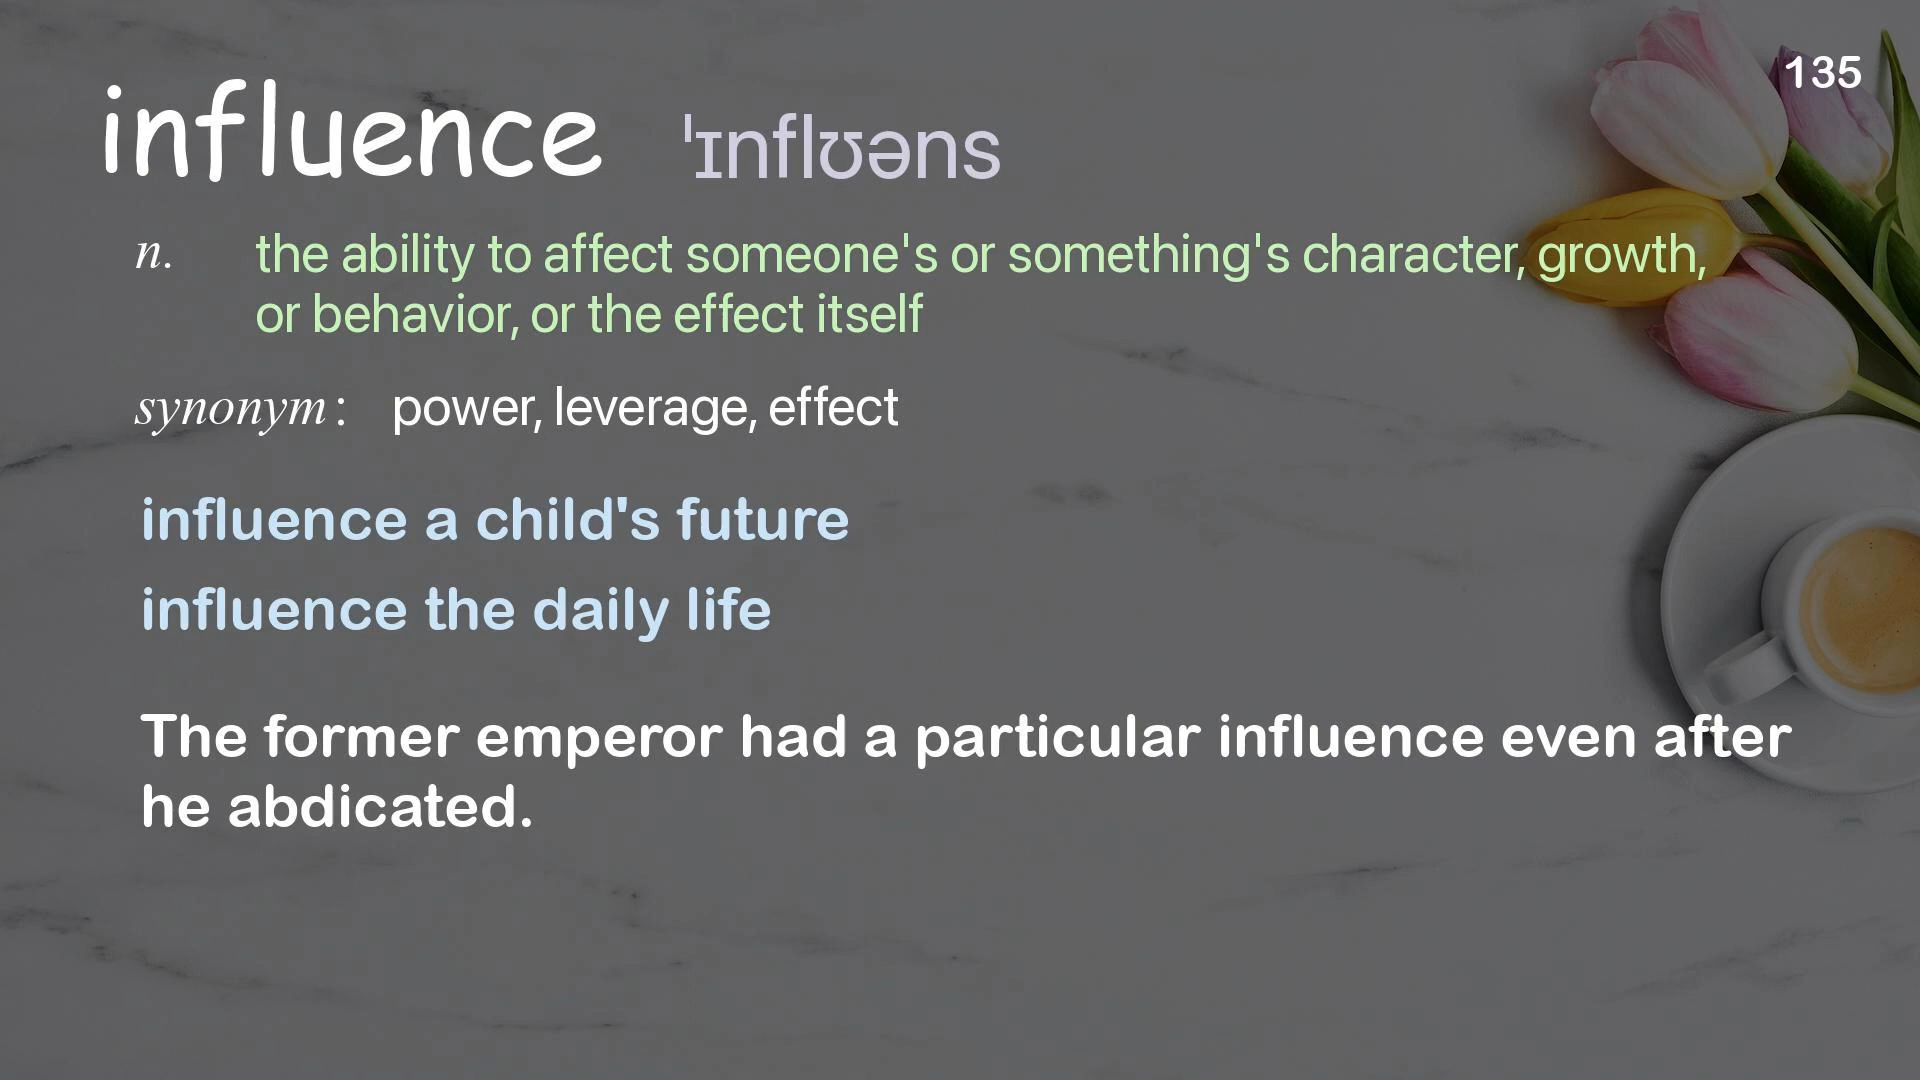 135
influence ˈɪnflʊəns
n. the ability to affect someone's or something's character, growth,
or behavior, or the effect itself
synonym : power, leverage, effect
influence a child's future
influence the daily life
The former emperor had a particular influence even after
he abdicated.